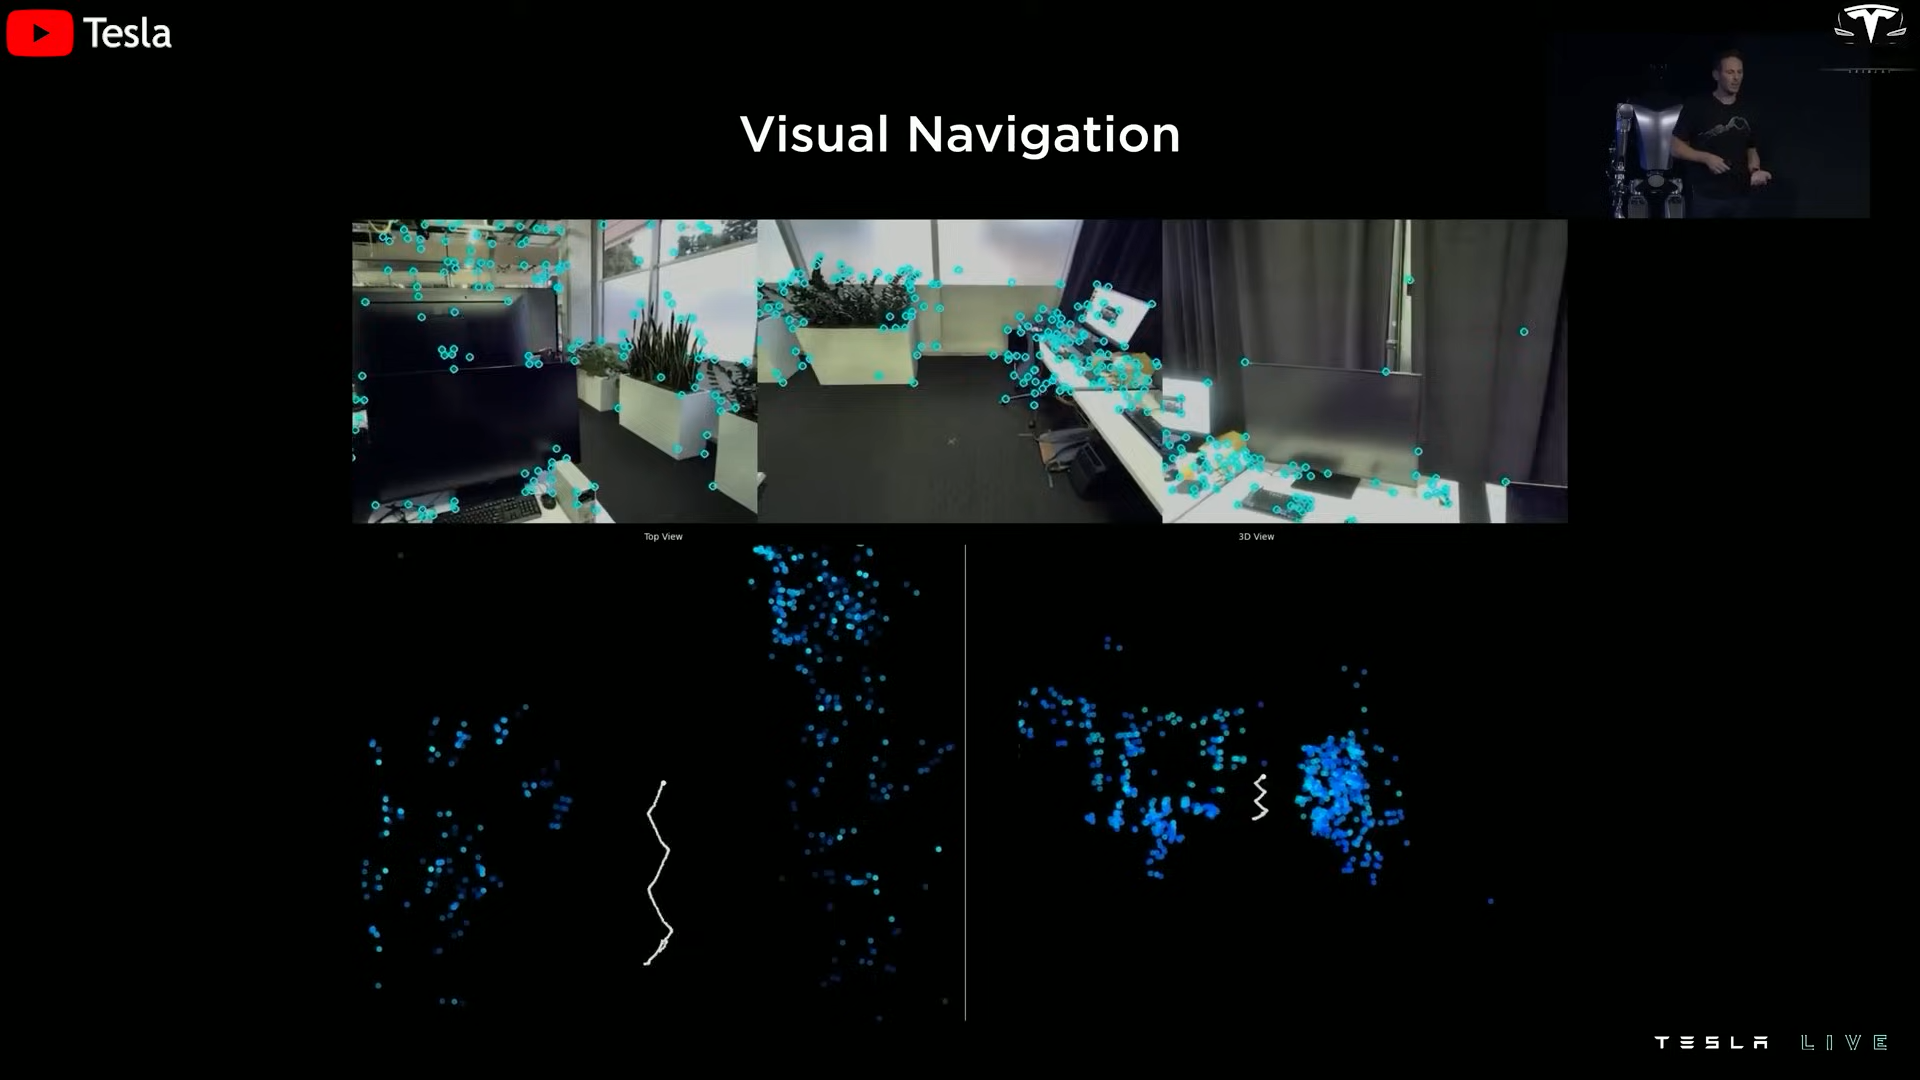 Tesla
Visual Navigation
Top View
3D View
TESLA LIVE